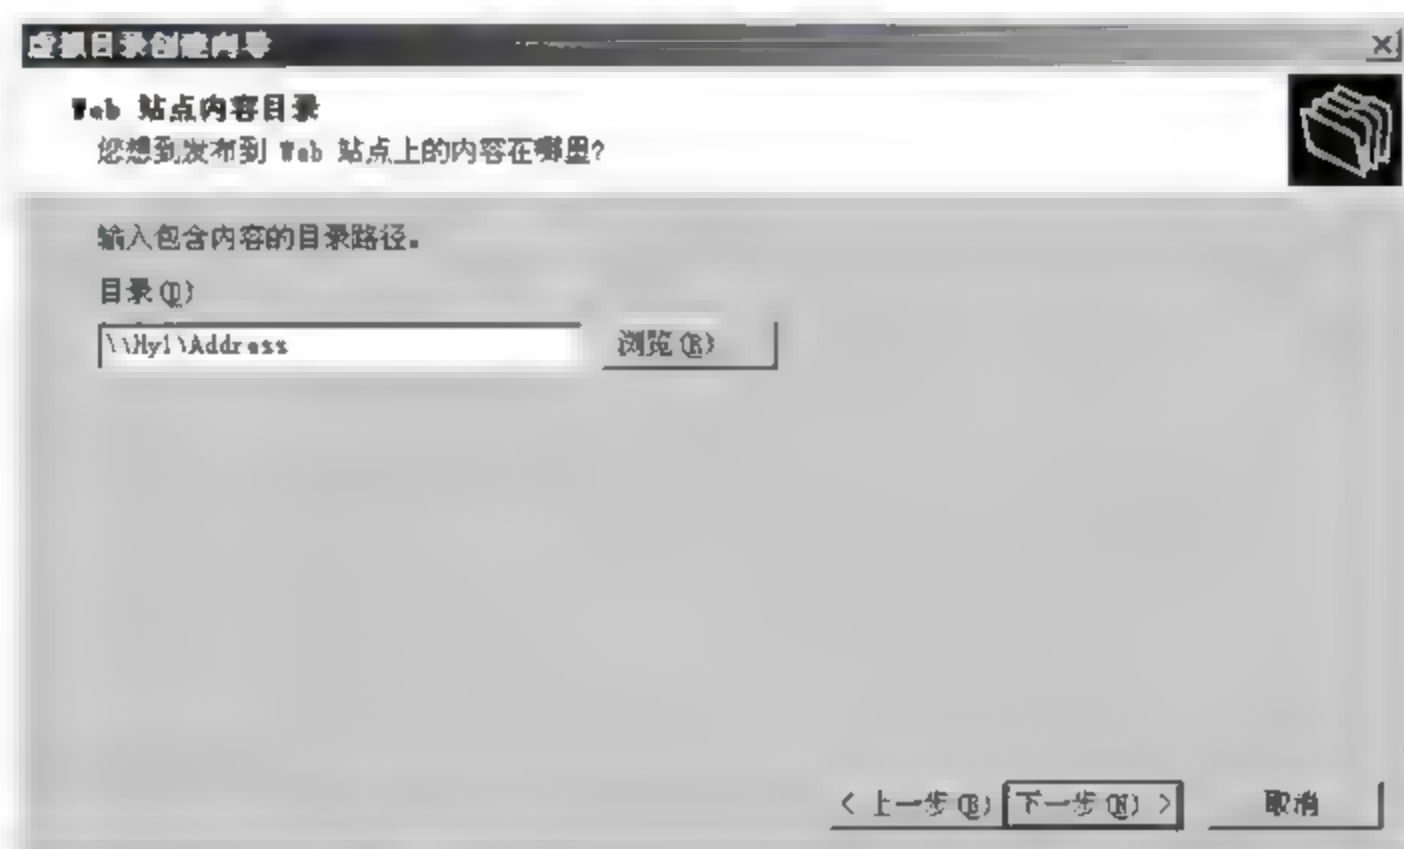 虚拟目录创建向导
Web 站点内容目录
您想到发布到 Web 站点上的内容在哪里?
输入包含内容的目录路径。
目录(D)
\\Hyl\Address
浏览(R)
< 上一步(B) 下一步(N) > 取消